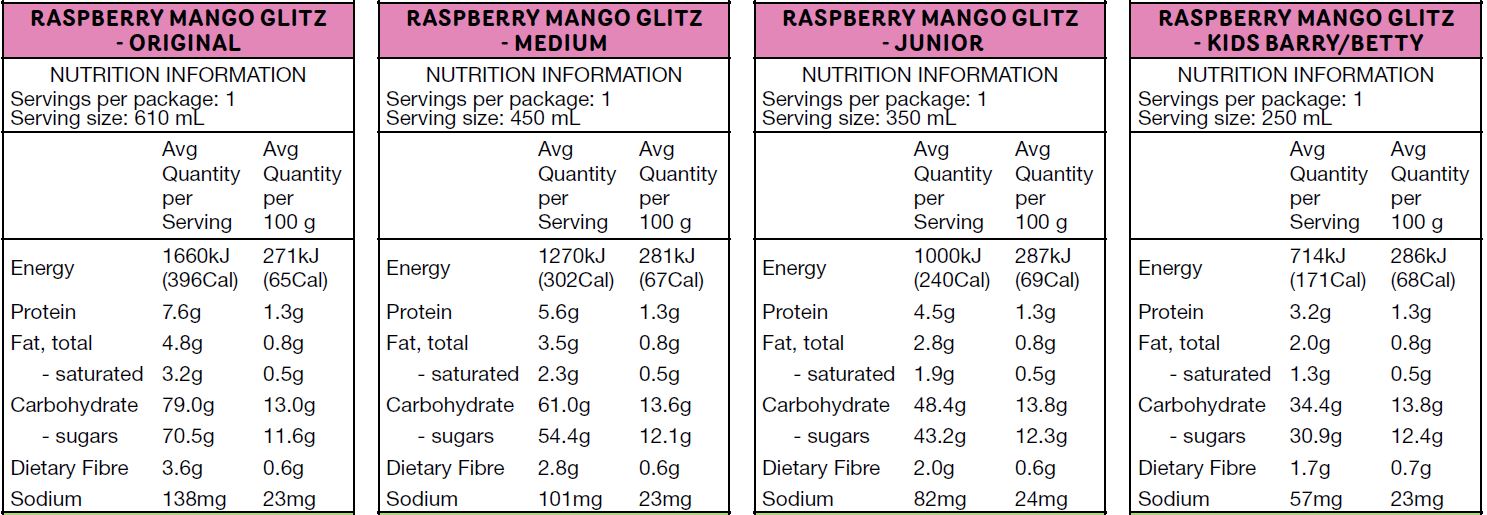 RASPBERRY MANGO GLITZ
- ORIGINAL
NUTRITION INFORMATION
Servings per package: 1
Serving size: 610 mL
Avg Avg
Quantity Quantity
per per
Serving 100 g
Energy 1660kJ 271kJ
(396Cal) (65Cal)
Protein 7.6g 1.3g
Fat, total 4.8g 0.8g
- saturated 3.2g 0.5g
Carbohydrate 79.0g 13.0g
- sugars 70.5g 11.6g
Dietary Fibre 3.6g 0.6g
Sodium 138mg 23mg
RASPBERRY MANGO GLITZ
- MEDIUM
NUTRITION INFORMATION
Servings per package: 1
Serving size: 450 mL
Avg Avg
Quantity Quantity
per per
Serving 100 g
Energy 1270kJ 281kJ
(302Cal) (67Cal)
Protein 5.6g 1.3g
Fat, total 3.5g 0.8g
- saturated 2.3g 0.5g
Carbohydrate 61.0g 13.6g
- sugars 54.4g 12.1g
Dietary Fibre 2.8g 0.6g
Sodium 101mg 23mg
RASPBERRY MANGO GLITZ
- JUNIOR
NUTRITION INFORMATION
Servings per package: 1
Serving size: 350 mL
Avg Avg
Quantity Quantity
per per
Serving 100 g
Energy 1000kJ 287kJ
(240Cal) (69Cal)
Protein 4.5g 1.3g
Fat, total 2.8g 0.8g
- saturated 1.9g 0.5g
Carbohydrate 48.4g 13.8g
- sugars 43.2g 12.3g
Dietary Fibre 2.0g 0.6g
Sodium 82mg 24mg
RASPBERRY MANGO GLITZ
- KIDS BARRY/BETTY
NUTRITION INFORMATION
Servings per package: 1
Serving size: 250 mL
Avg Avg
Quantity Quantity
per per
Serving 100 g
Energy 714kJ 286kJ
(171Cal) (68Cal)
Protein 3.2g 1.3g
Fat, total 2.0g 0.8g
- saturated 1.3g 0.5g
Carbohydrate 34.4g 13.8g
- sugars 30.9g 12.4g
Dietary Fibre 1.7g 0.7g
Sodium 57mg 23mg